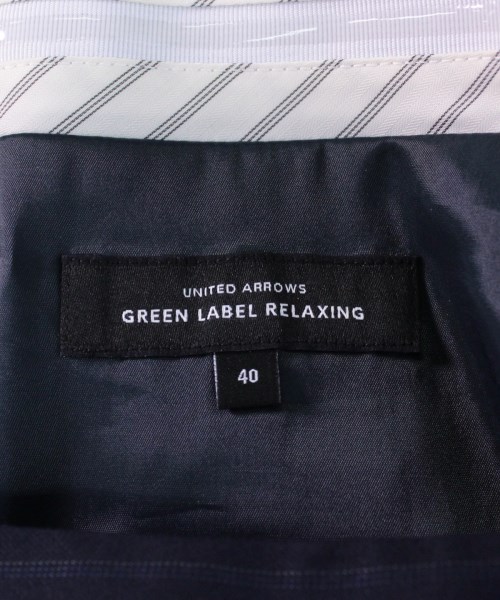 UNITED ARROWS
GREEN LABEL RELAXING
40